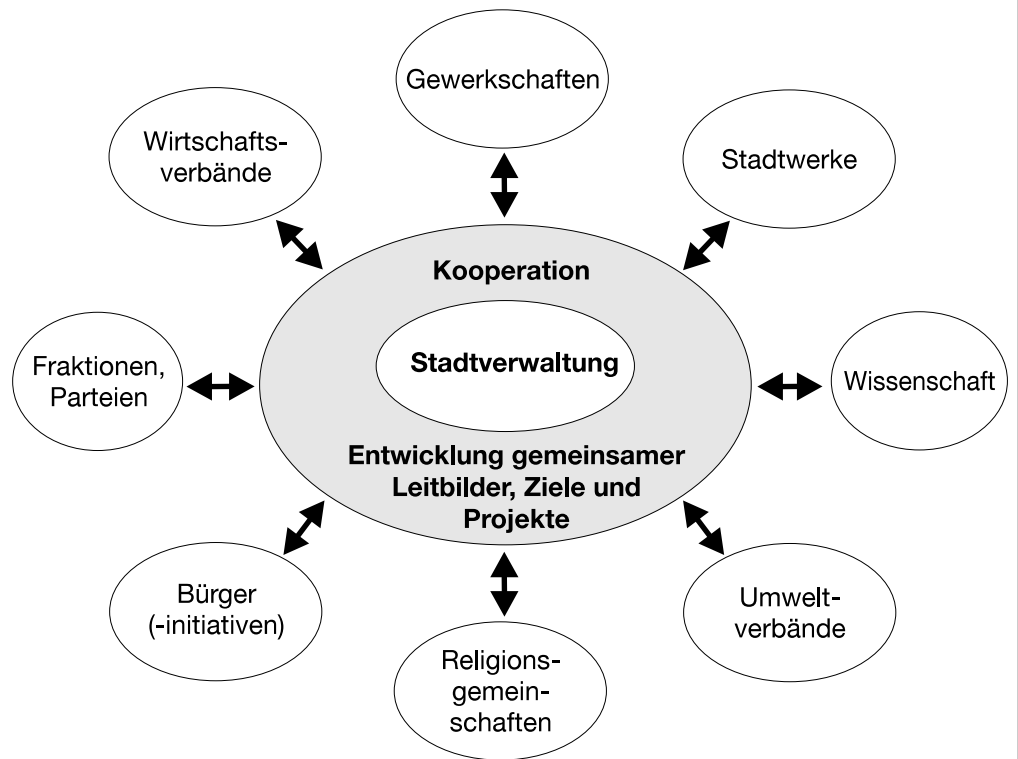 Gewerkschaften
Wirtschafts-
verbände
Stadtwerke
Kooperation
Stadtverwaltung
Fraktionen,
Parteien
Wissenschaft
Entwicklung gemeinsamer
Leitbilder, Ziele und
Projekte
Bürger
(-initiativen)
Umwelt-
verbände
Religions-
gemein-
schaften